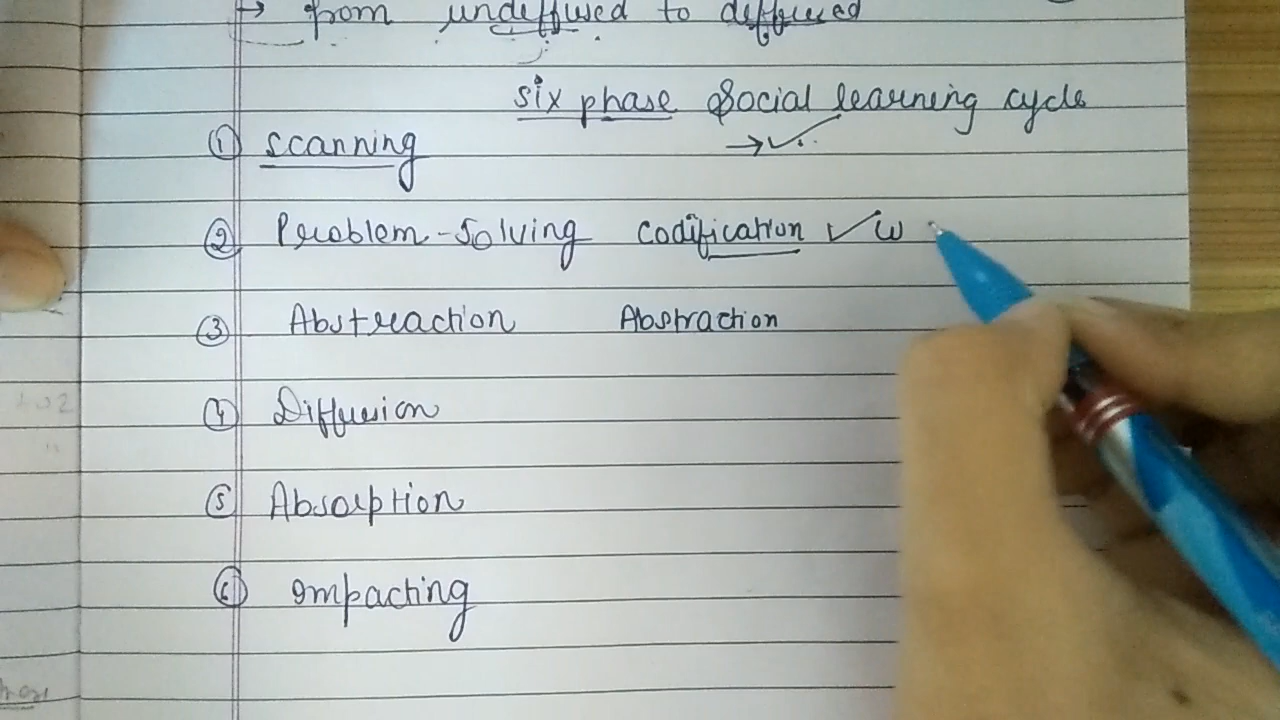 → from undiffused to diffused
six phase Social learning cycle
① scanning →✓
② Problem-Solving codification ✓ w
③ Abstraction Abstraction
④ Diffusion
⑤ Absorption
⑥ Impacting